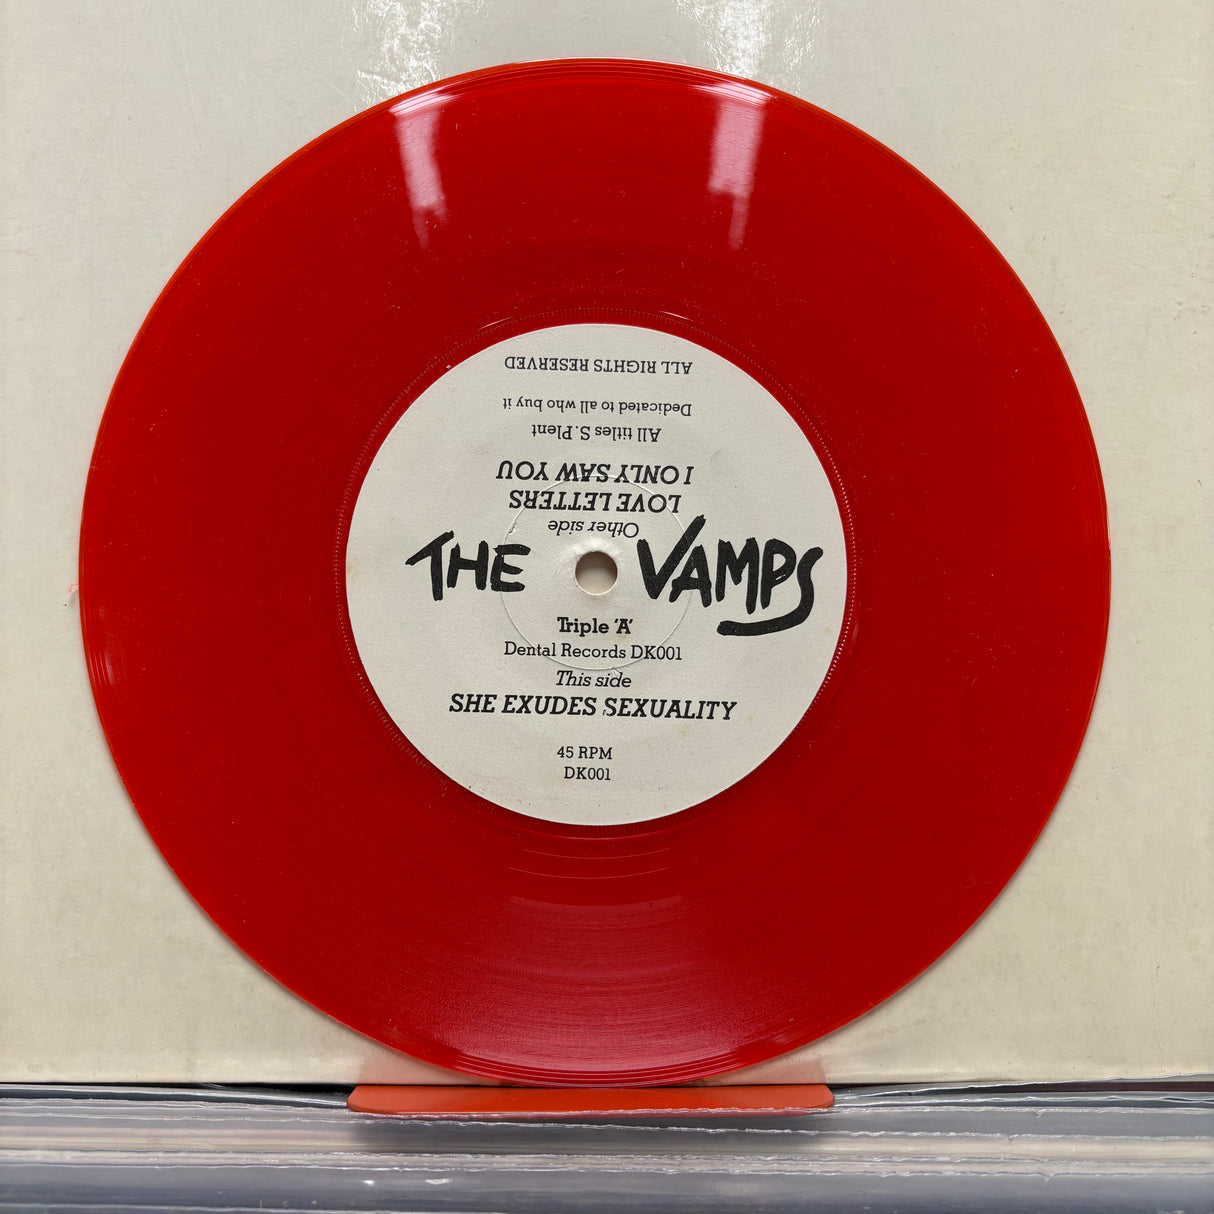 THE VAMPS
Triple 'A'
Dental Records DK001
This side
SHE EXUDES SEXUALITY
45 RPM
DK001
Other side
LOVE LETTERS
I ONLY SAW YOU
All titles S.Plent
Dedicated to all who buy it
ALL RIGHTS RESERVED